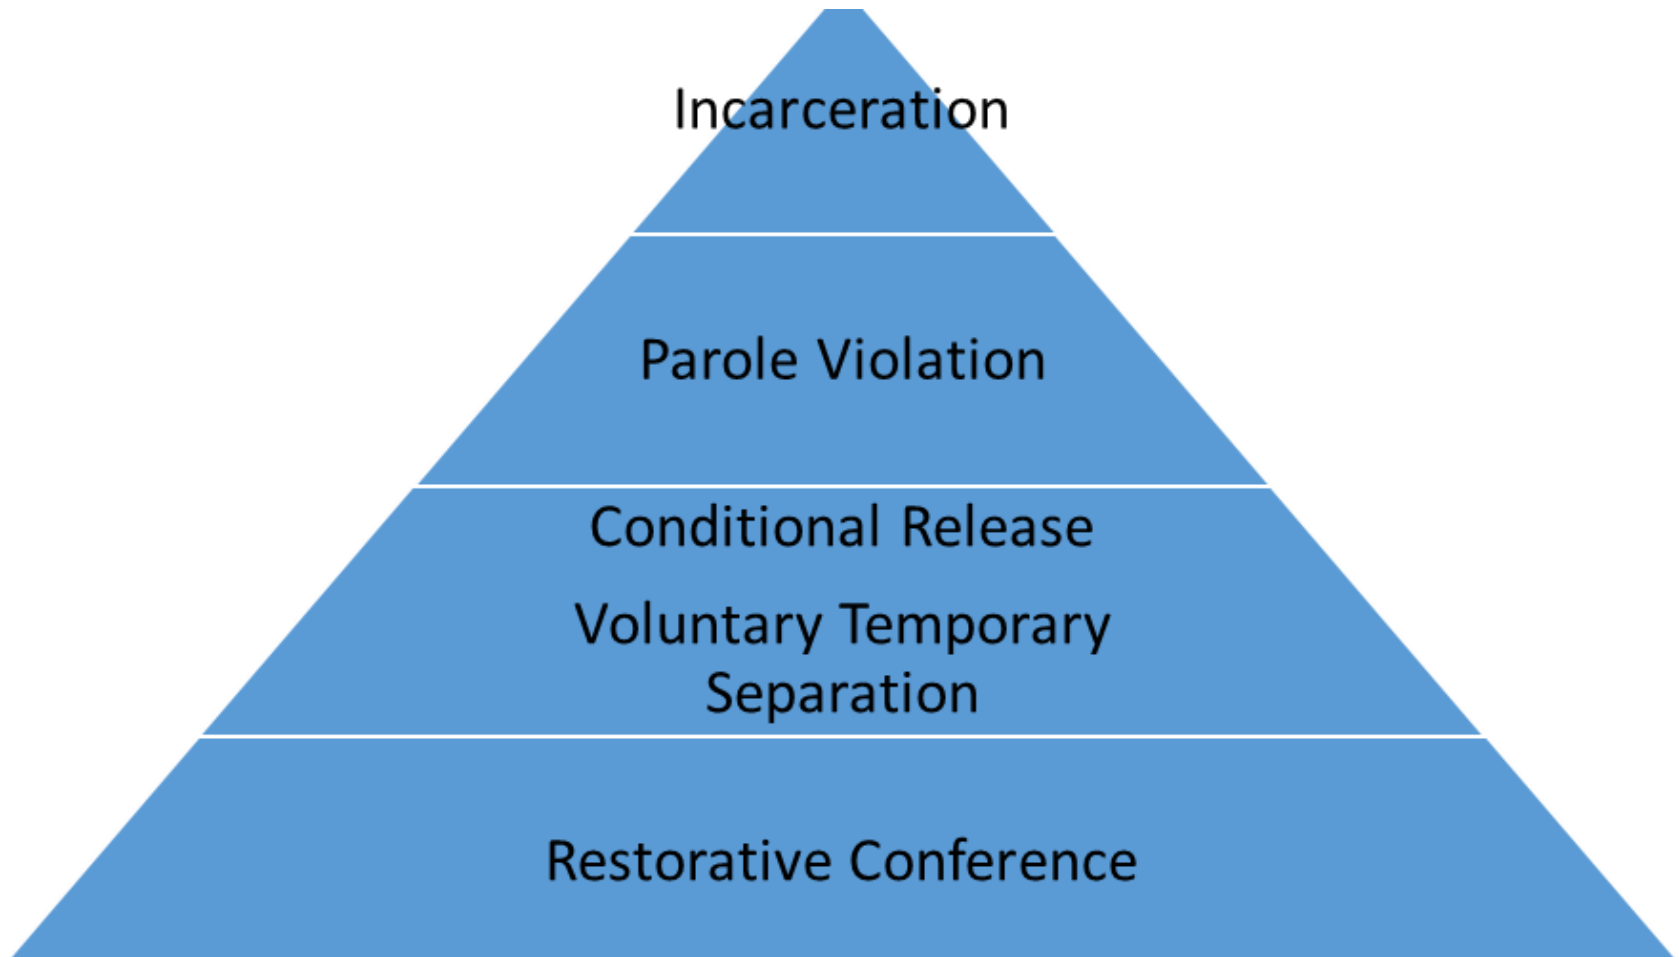 Incarceration
Parole Violation
Conditional Release
Voluntary Temporary
Separation
Restorative Conference